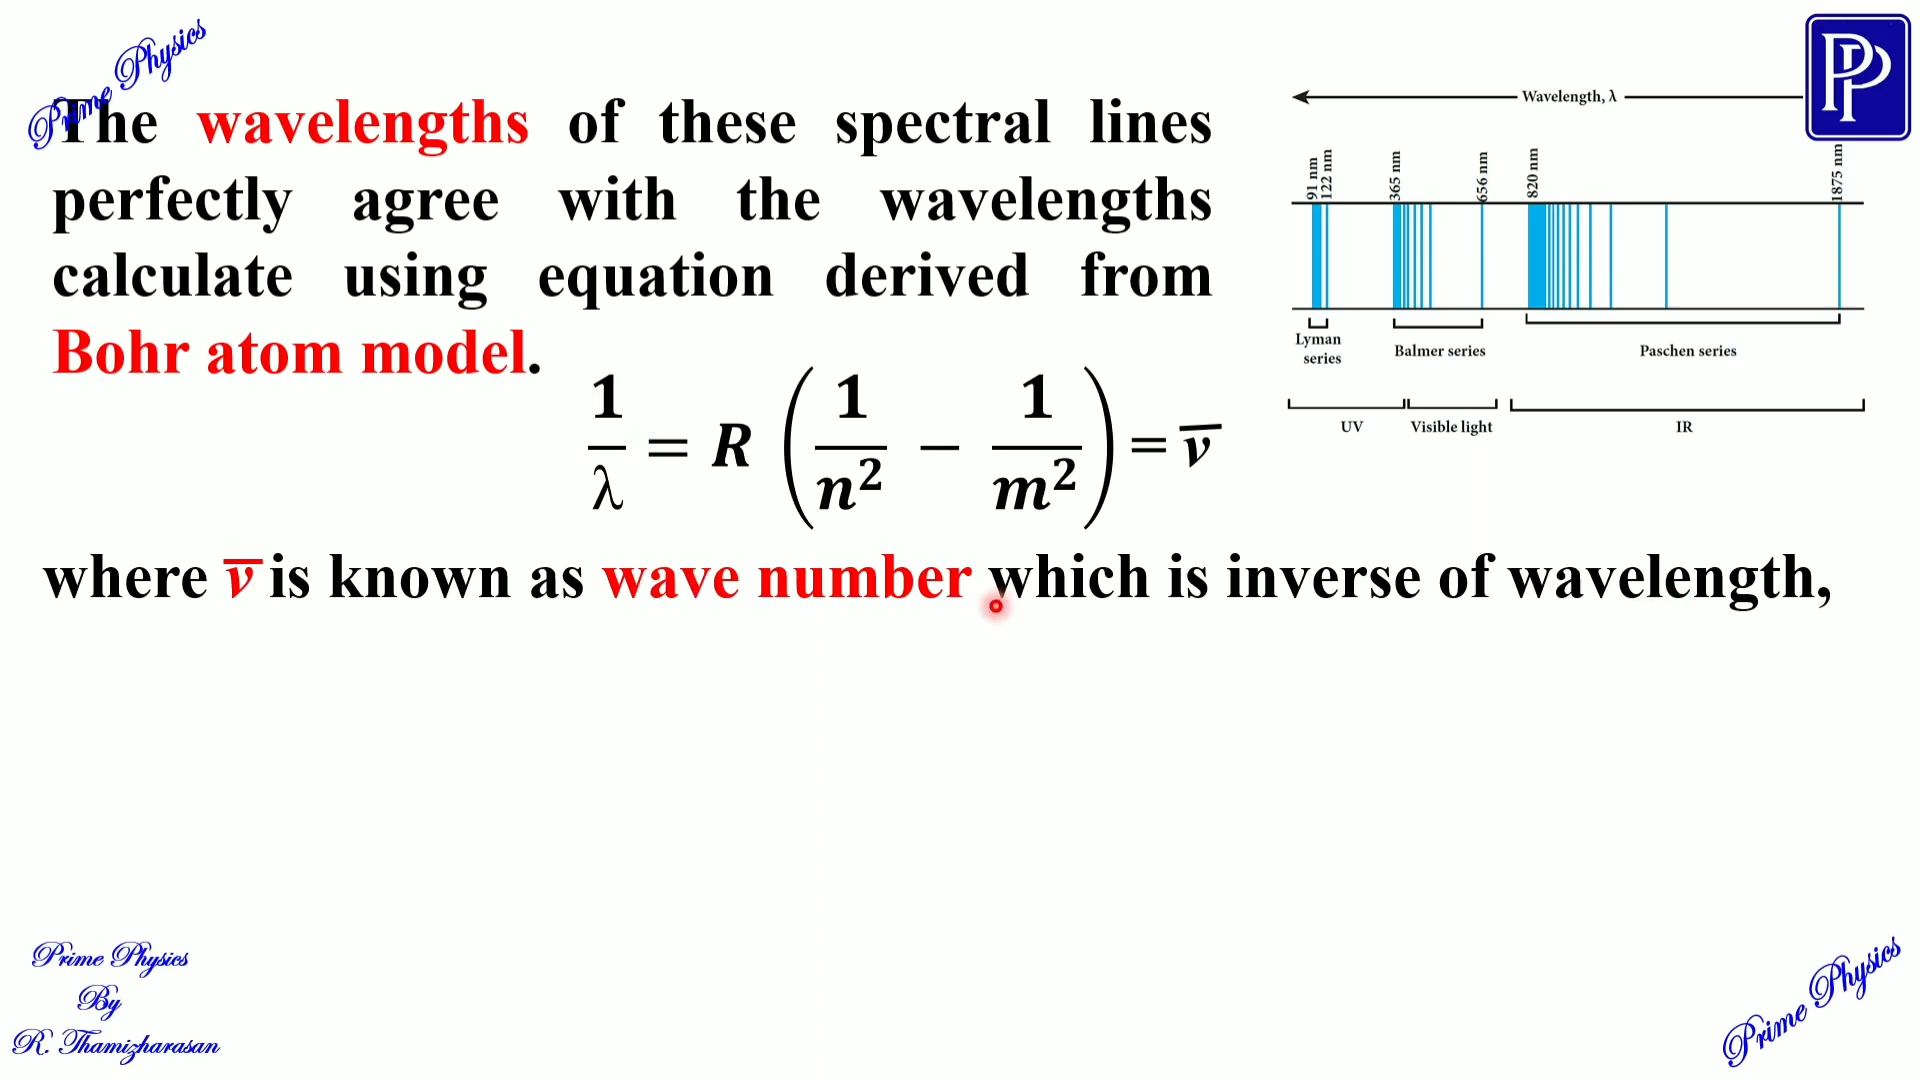 Prime Physics
The wavelengths of these spectral lines
perfectly agree with the wavelengths
calculate using equation derived from
Bohr atom model.
1/λ = R (1/n² − 1/m²) = ν̅
where ν̅ is known as wave number which is inverse of wavelength,
PP
Wavelength, λ
91 nm
122 nm
365 nm
656 nm
820 nm
1875 nm
Lyman
series
Balmer series
Paschen series
UV
Visible light
IR
Prime Physics
By
R. Thamizharasan
Prime Physics